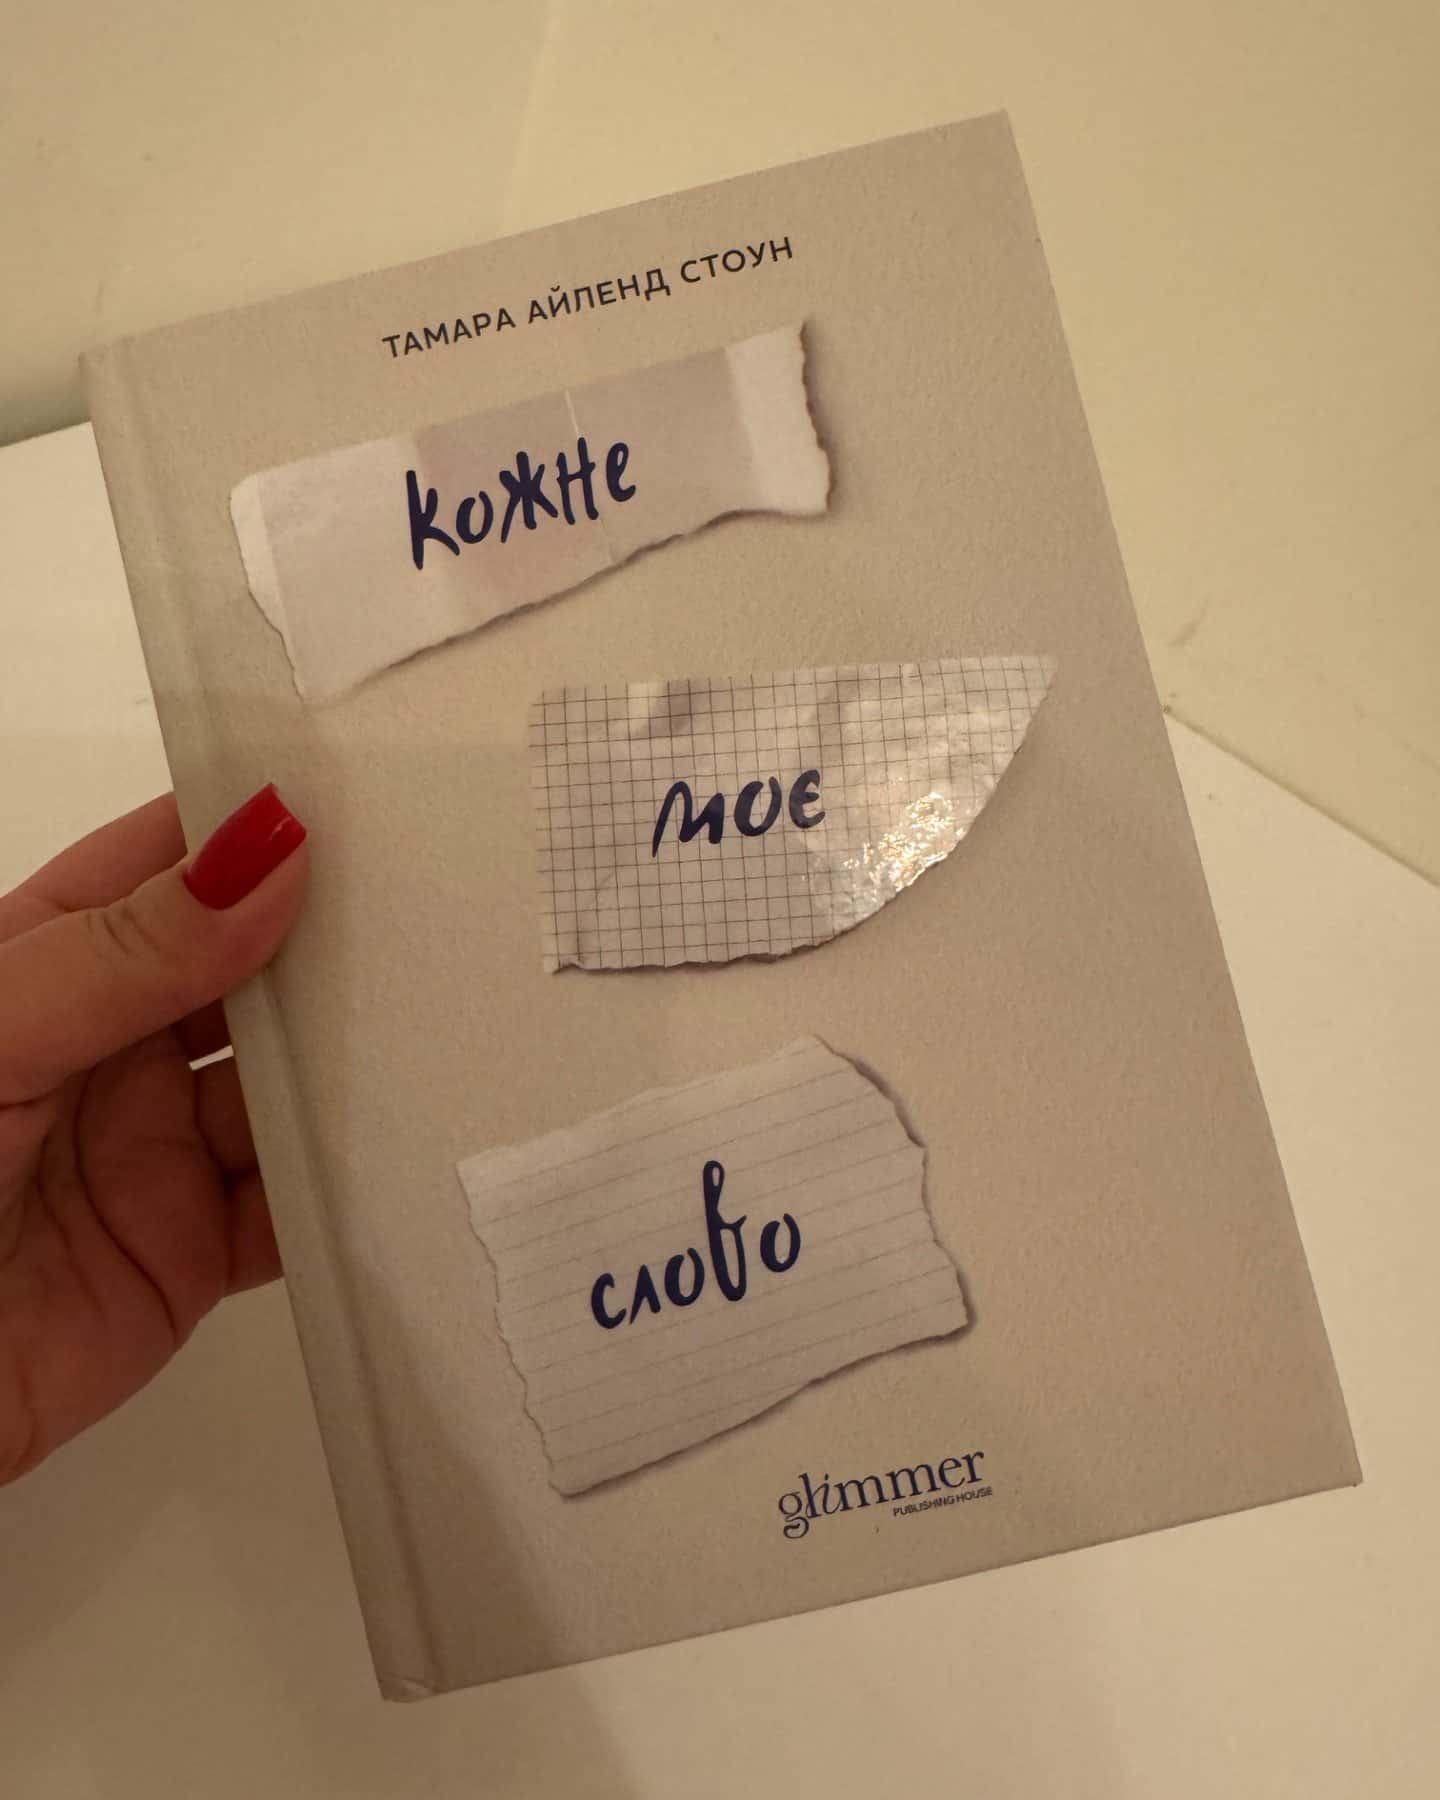 ТАМАРА АЙЛЕНД СТОУН
кожне
моє
слово
glimmer
PUBLISHING HOUSE